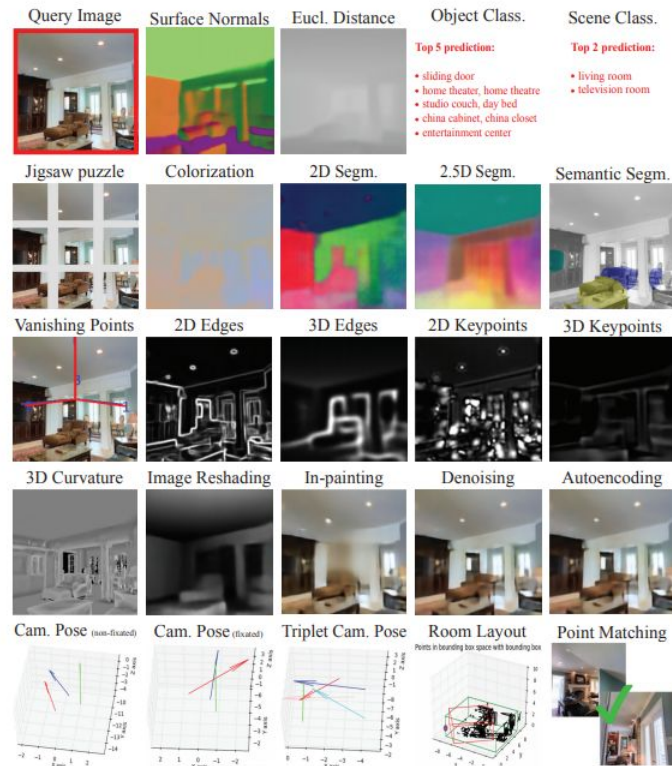 Query Image
Surface Normals
Eucl. Distance
Object Class.
Scene Class.
Top 5 prediction:
sliding door
home theater, home theatre
studio couch, day bed
china cabinet, china closet
entertainment center
Top 2 prediction:
living room
television room
Jigsaw puzzle
Colorization
2D Segm.
2.5D Segm.
Semantic Segm.
Vanishing Points
2D Edges
3D Edges
2D Keypoints
3D Keypoints
3
3D Curvature
Image Reshading
In-painting
Denoising
Autoencoding
Cam. Pose (non-fixated)
Cam. Pose (fixated)
Triplet Cam. Pose
Room Layout
Point Matching
Points in bounding box space with bounding box